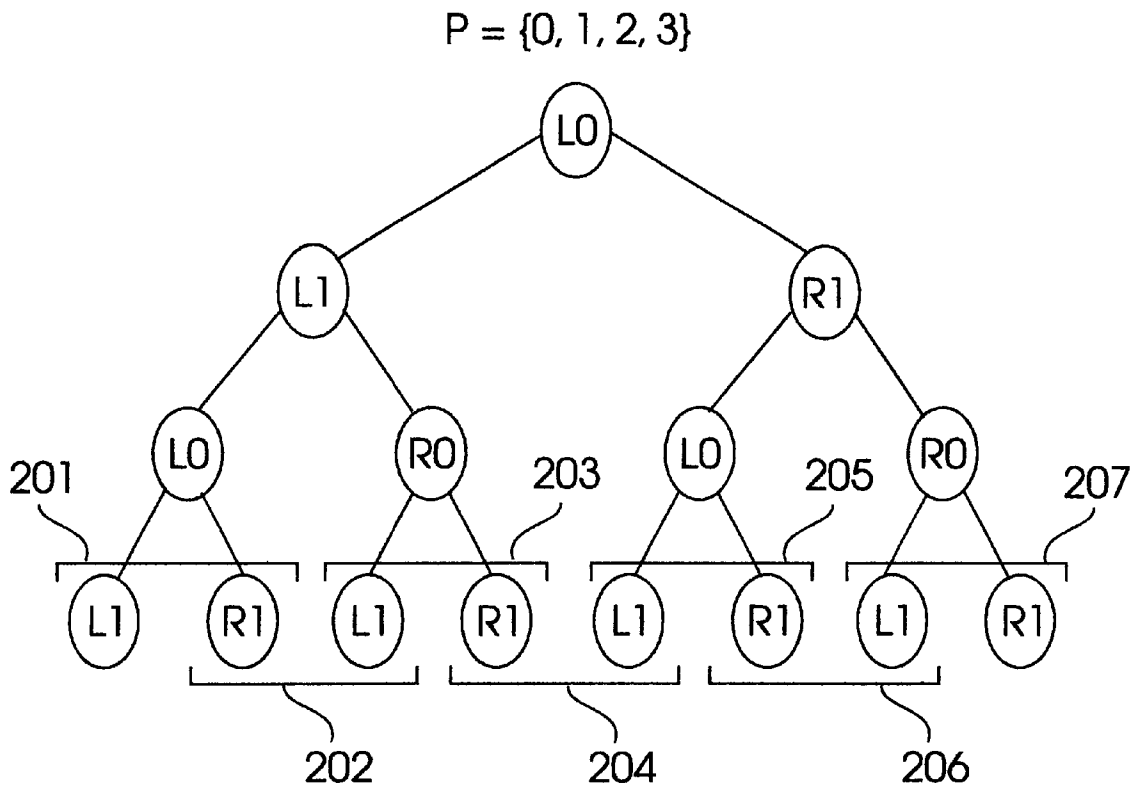 P = {0, 1, 2, 3}
L0
L1 R1
L0 R0 L0 R0
201 203 205 207
L1 R1 L1 R1 L1 R1 L1 R1
202 204 206